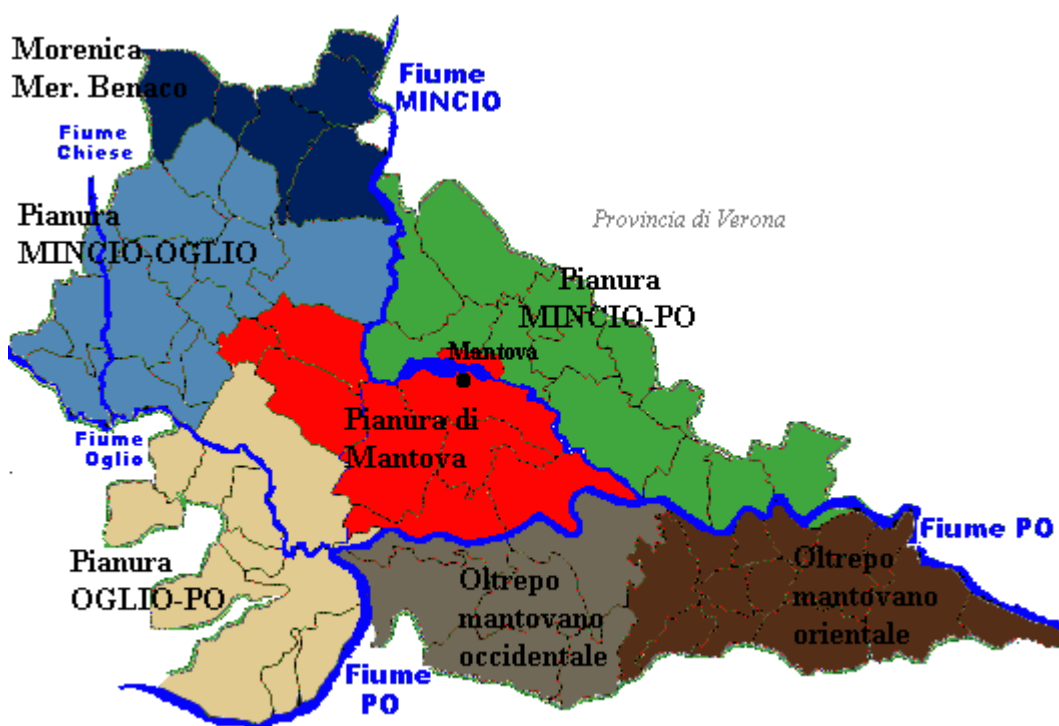 Morenica
Mer. Benaco
Fiume
MINCIO
Fiume
Chiese
Pianura
MINCIO-OGLIO
Provincia di Verona
Pianura
MINCIO-PO
Mantova
Pianura di
Mantova
Fiume
Oglio
Pianura
OGLIO-PO
Oltrepo
mantovano
occidentale
Oltrepo
mantovano
orientale
Fiume PO
Fiume
PO